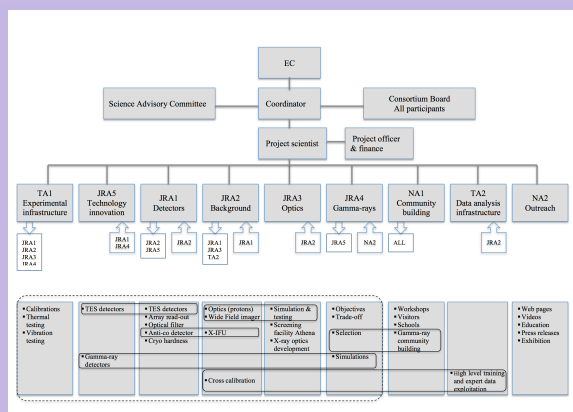 EC
Science Advisory Committee
Coordinator
Consortium Board
All participants
Project scientist
Project officer
& finance
TA1
Experimental
infrastructure
JRA5
Technology
innovation
JRA1
Detectors
JRA2
Background
JRA3
Optics
JRA4
Gamma-rays
NA1
Community
building
TA2
Data analysis
infrastructure
NA2
Outreach
JRA1
JRA2
JRA3
JRA4
JRA1
JRA4
JRA2
JRA5
JRA2
JRA1
JRA3
TA2
JRA1
JRA2
JRA5
NA2
ALL
JRA2
• Calibrations
• Thermal
testing
• Vibration
testing
• TES detectors
• Gamma-ray
detectors
• TES detectors
• Array read-out
• Optical filter
• Anti-co detector
• Cryo hardness
• Optics (protons)
• Wide Field imager
• X-IFU
• Cross calibration
• Simulation &
testing
• Screening
facility Athena
• X-ray optics
development
• Objectives
• Trade-off
• Selection
• Simulations
• Workshops
• Visitors
• Schools
• Gamma-ray
community
building
• High level training
and expert data
exploitation
• Web pages
• Videos
• Education
• Press releases
• Exhibition